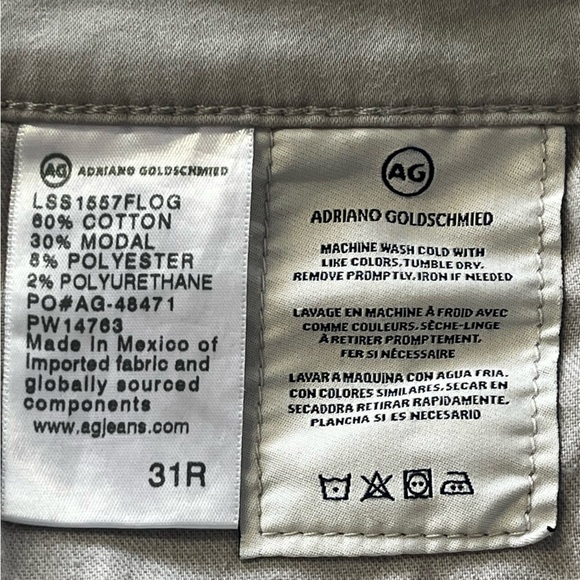 AG ADRIANO GOLDSCHMIED
LSS1557FLOG
60% COTTON
30% MODAL
8% POLYESTER
2% POLYURETHANE
PO#AG-48471
PW14763
Made in Mexico of
imported fabric and
globally sourced
components
www.agjeans.com
31R
AG
ADRIANO GOLDSCHMIED
MACHINE WASH COLD WITH
LIKE COLORS. TUMBLE DRY.
REMOVE PROMPTLY. IRON IF NEEDED
LAVAGE EN MACHINE À FROID AVEC
COMME COULEURS. SÈCHE-LINGE
À RETIRER PROMPTEMENT.
FER SI NÉCESSAIRE
LAVAR A MAQUINA CON AGUA FRIA.
CON COLORES SIMILARES. SECAR EN
SECADORA RETIRAR RAPIDAMENTE.
PLANCHA SI ES NECESARIO